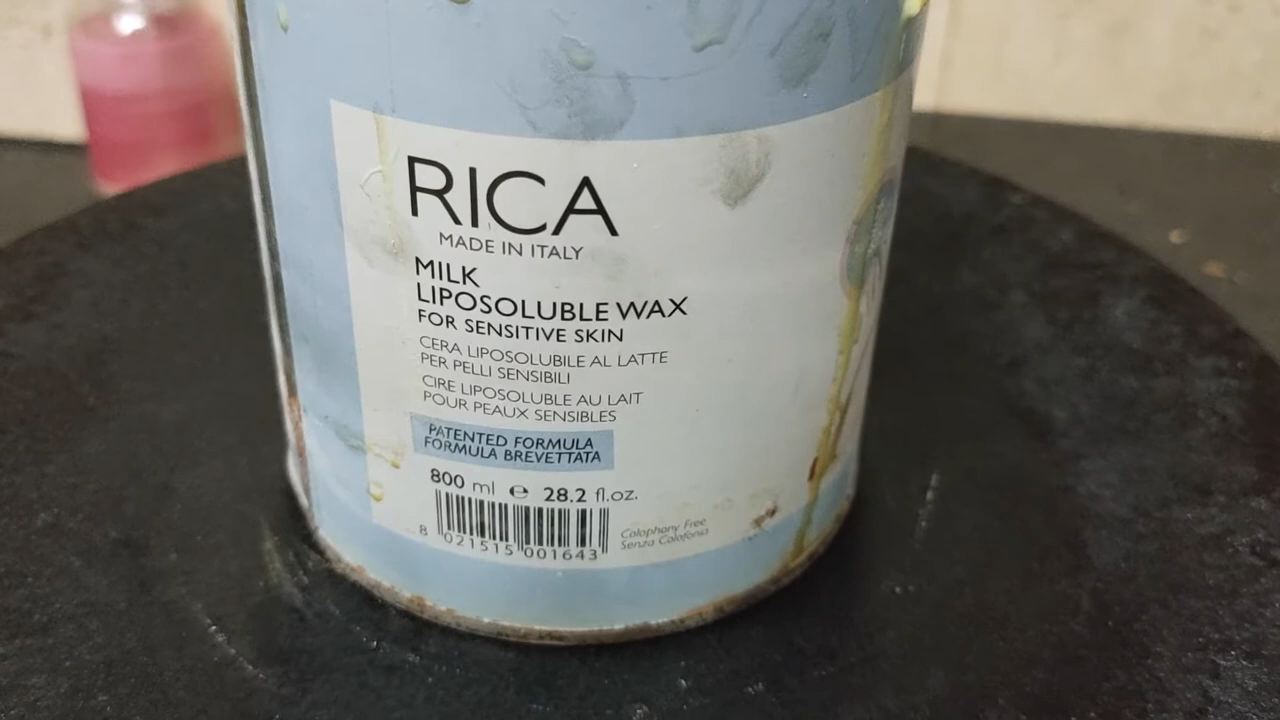 RICA
MADE IN ITALY
MILK
LIPOSOLUBLE WAX
FOR SENSITIVE SKIN
CERA LIPOSOLUBILE AL LATTE
PER PELLI SENSIBILI
CIRE LIPOSOLUBLE AU LAIT
POUR PEAUX SENSIBLES
PATENTED FORMULA
FORMULA BREVETTATA
800 ml ℮ 28.2 fl.oz.
8 021515 001643
Colophony Free
Senza Colofonia